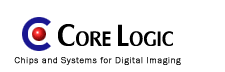 CORE LOGIC
Chips and Systems for Digital Imaging